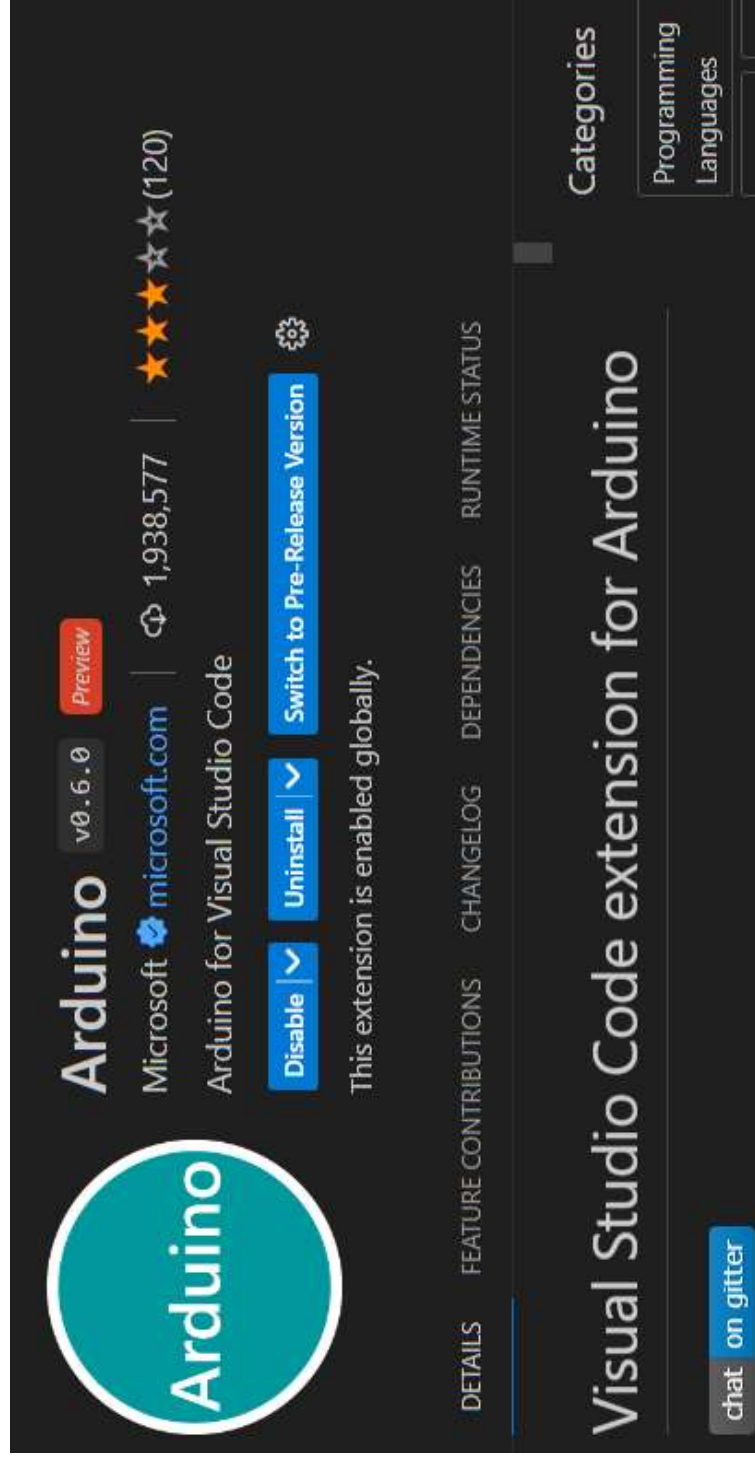 Arduino
Arduino v0.6.0 Preview
Microsoft microsoft.com 1,938,577 (120)
Arduino for Visual Studio Code
Disable Uninstall Switch to Pre-Release Version
This extension is enabled globally.
DETAILS FEATURE CONTRIBUTIONS CHANGELOG DEPENDENCIES RUNTIME STATUS
Visual Studio Code extension for Arduino
chat on gitter
Categories
Programming
Languages